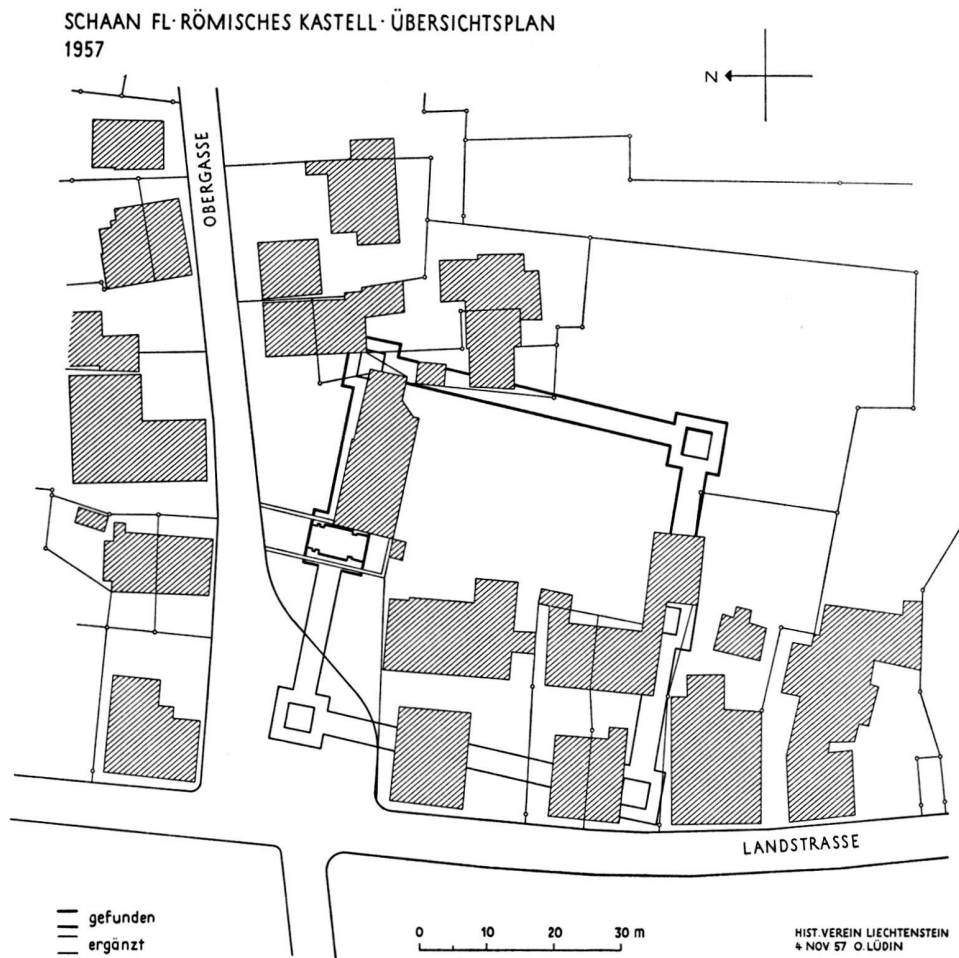 SCHAAN FL·RÖMISCHES KASTELL·ÜBERSICHTSPLAN
1957
N
OBERGASSE
LANDSTRASSE
gefunden
ergänzt
0 10 20 30 m
HIST.VEREIN LIECHTENSTEIN
4 NOV 57 O.LÜDIN